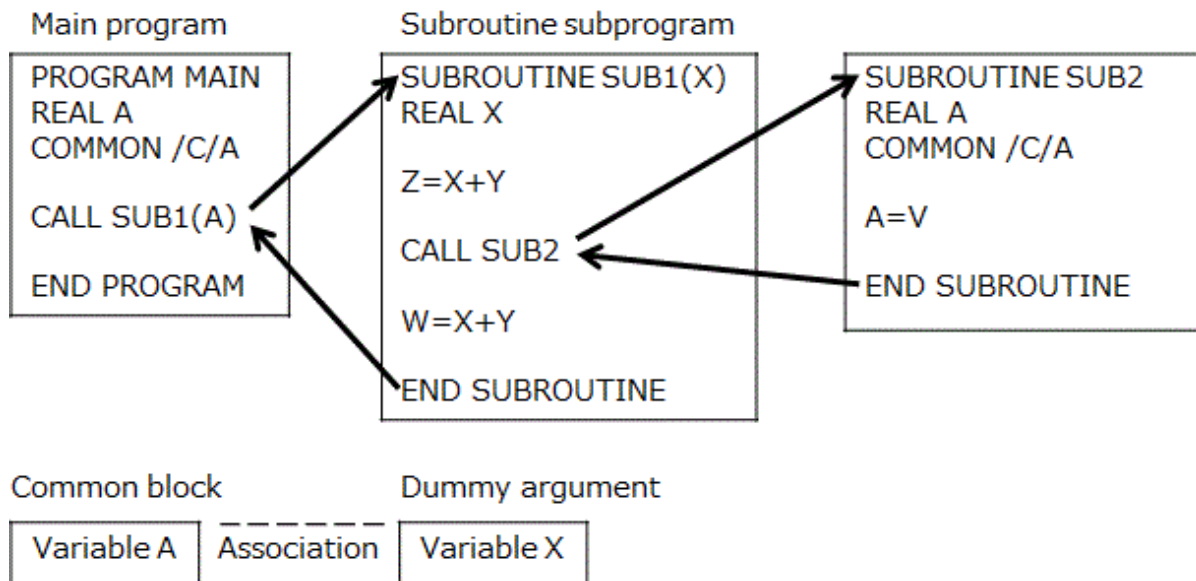 Main program
PROGRAM MAIN
REAL A
COMMON /C/A
CALL SUB1(A)
END PROGRAM
Subroutine subprogram
SUBROUTINE SUB1(X)
REAL X
Z=X+Y
CALL SUB2
W=X+Y
END SUBROUTINE
SUBROUTINE SUB2
REAL A
COMMON /C/A
A=V
END SUBROUTINE
Common block
Dummy argument
Variable A
Association
Variable X